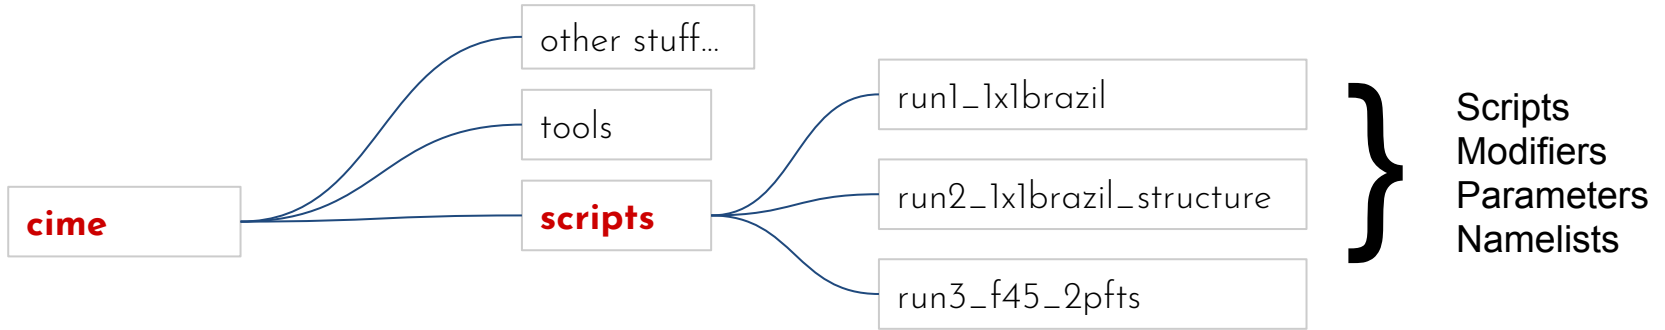 other stuff...
tools
cime
scripts
run1_1x1brazil
run2_1x1brazil_structure
run3_f45_2pfts
}
Scripts
Modifiers
Parameters
Namelists